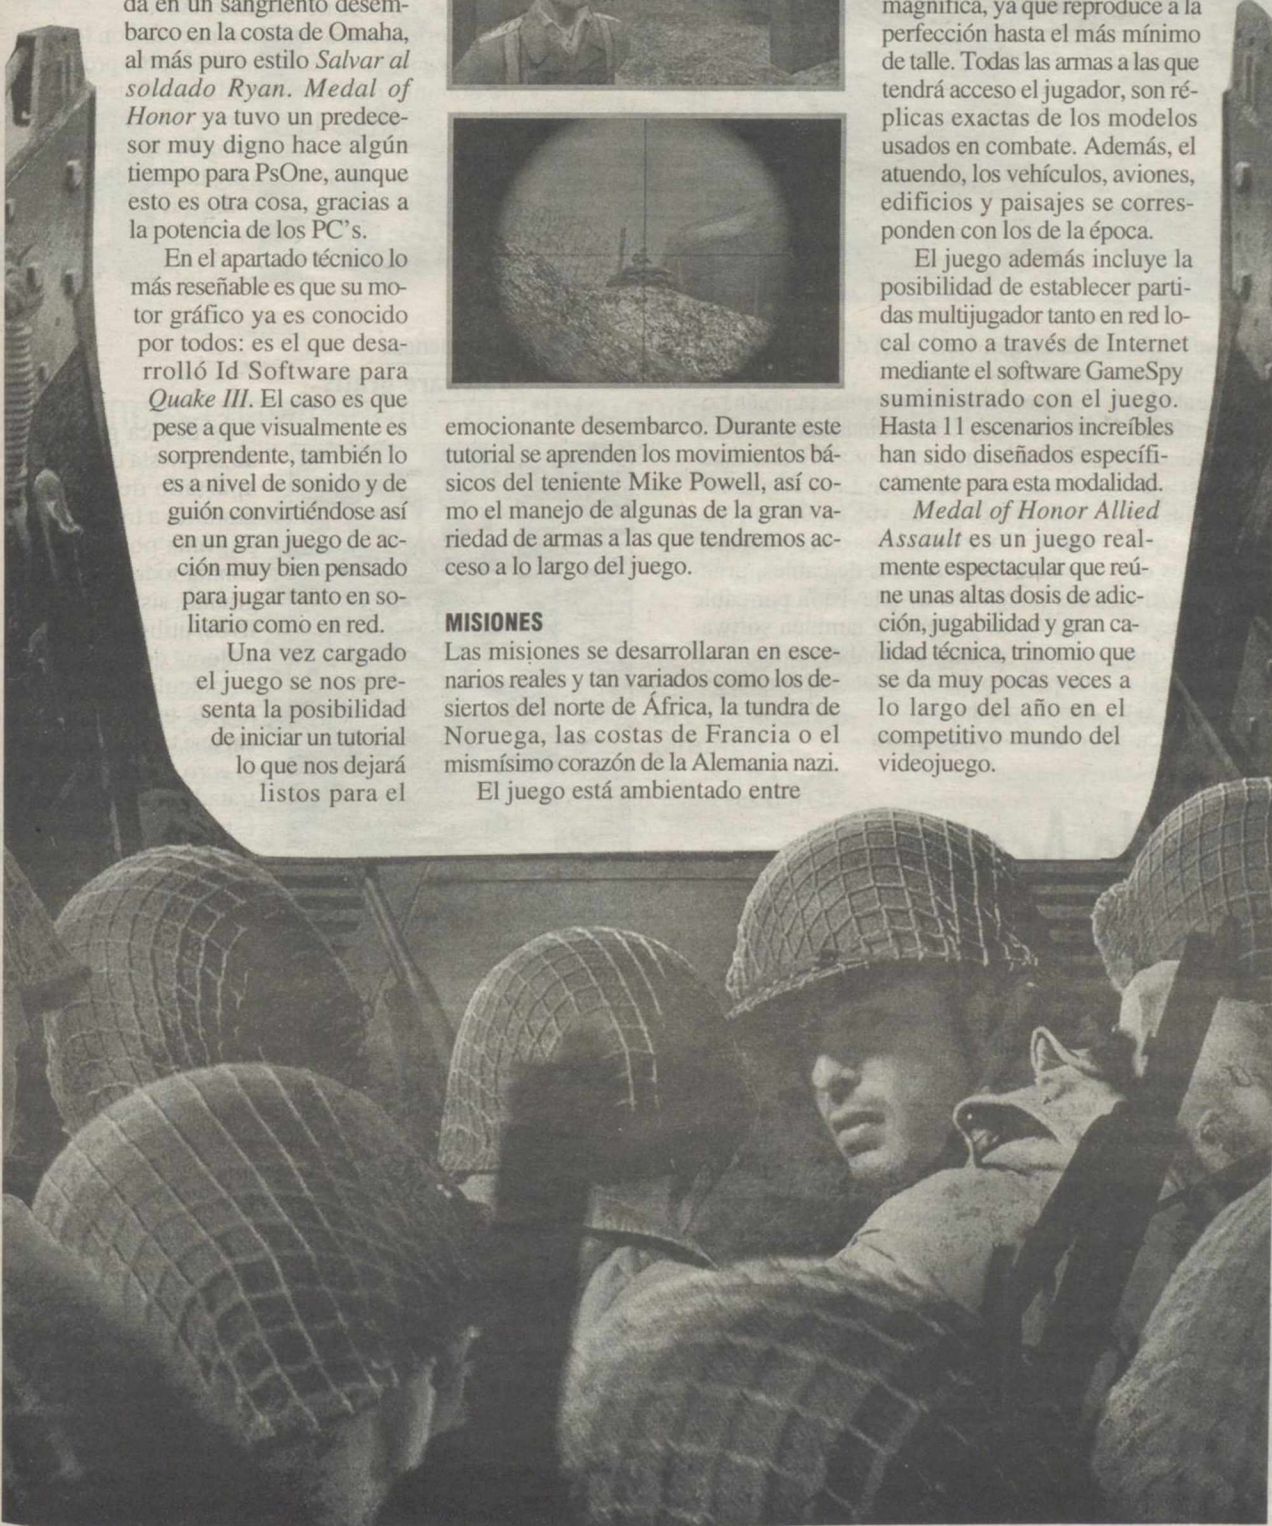 da en un sangriento desem-
barco en la costa de Omaha,
al más puro estilo Salvar al
soldado Ryan. Medal of
Honor ya tuvo un predece-
sor muy digno hace algún
tiempo para PsOne, aunque
esto es otra cosa, gracias a
la potencia de los PC's.
En el apartado técnico lo
más reseñable es que su mo-
tor gráfico ya es conocido
por todos: es el que desa-
rrolló Id Software para
Quake III. El caso es que
pese a que visualmente es
sorprendente, también lo
es a nivel de sonido y de
guión convirtiéndose así
en un gran juego de ac-
ción muy bien pensado
para jugar tanto en so-
litario como en red.
Una vez cargado
el juego se nos pre-
senta la posibilidad
de iniciar un tutorial
lo que nos dejará
listos para el
emocionante desembarco. Durante este
tutorial se aprenden los movimientos bá-
sicos del teniente Mike Powell, así co-
mo el manejo de algunas de la gran va-
riedad de armas a las que tendremos ac-
ceso a lo largo del juego.
MISIONES
Las misiones se desarrollaran en esce-
narios reales y tan variados como los de-
siertos del norte de África, la tundra de
Noruega, las costas de Francia o el
mismísimo corazón de la Alemania nazi.
El juego está ambientado entre
magnífica, ya que reproduce a la
perfección hasta el más mínimo
de talle. Todas las armas a las que
tendrá acceso el jugador, son ré-
plicas exactas de los modelos
usados en combate. Además, el
atuendo, los vehículos, aviones,
edificios y paisajes se corres-
ponden con los de la época.
El juego además incluye la
posibilidad de establecer parti-
das multijugador tanto en red lo-
cal como a través de Internet
mediante el software GameSpy
suministrado con el juego.
Hasta 11 escenarios increíbles
han sido diseñados específi-
camente para esta modalidad.
Medal of Honor Allied
Assault es un juego real-
mente espectacular que reú-
ne unas altas dosis de adic-
ción, jugabilidad y gran ca-
lidad técnica, trinomio que
se da muy pocas veces a
lo largo del año en el
competitivo mundo del
videojuego.